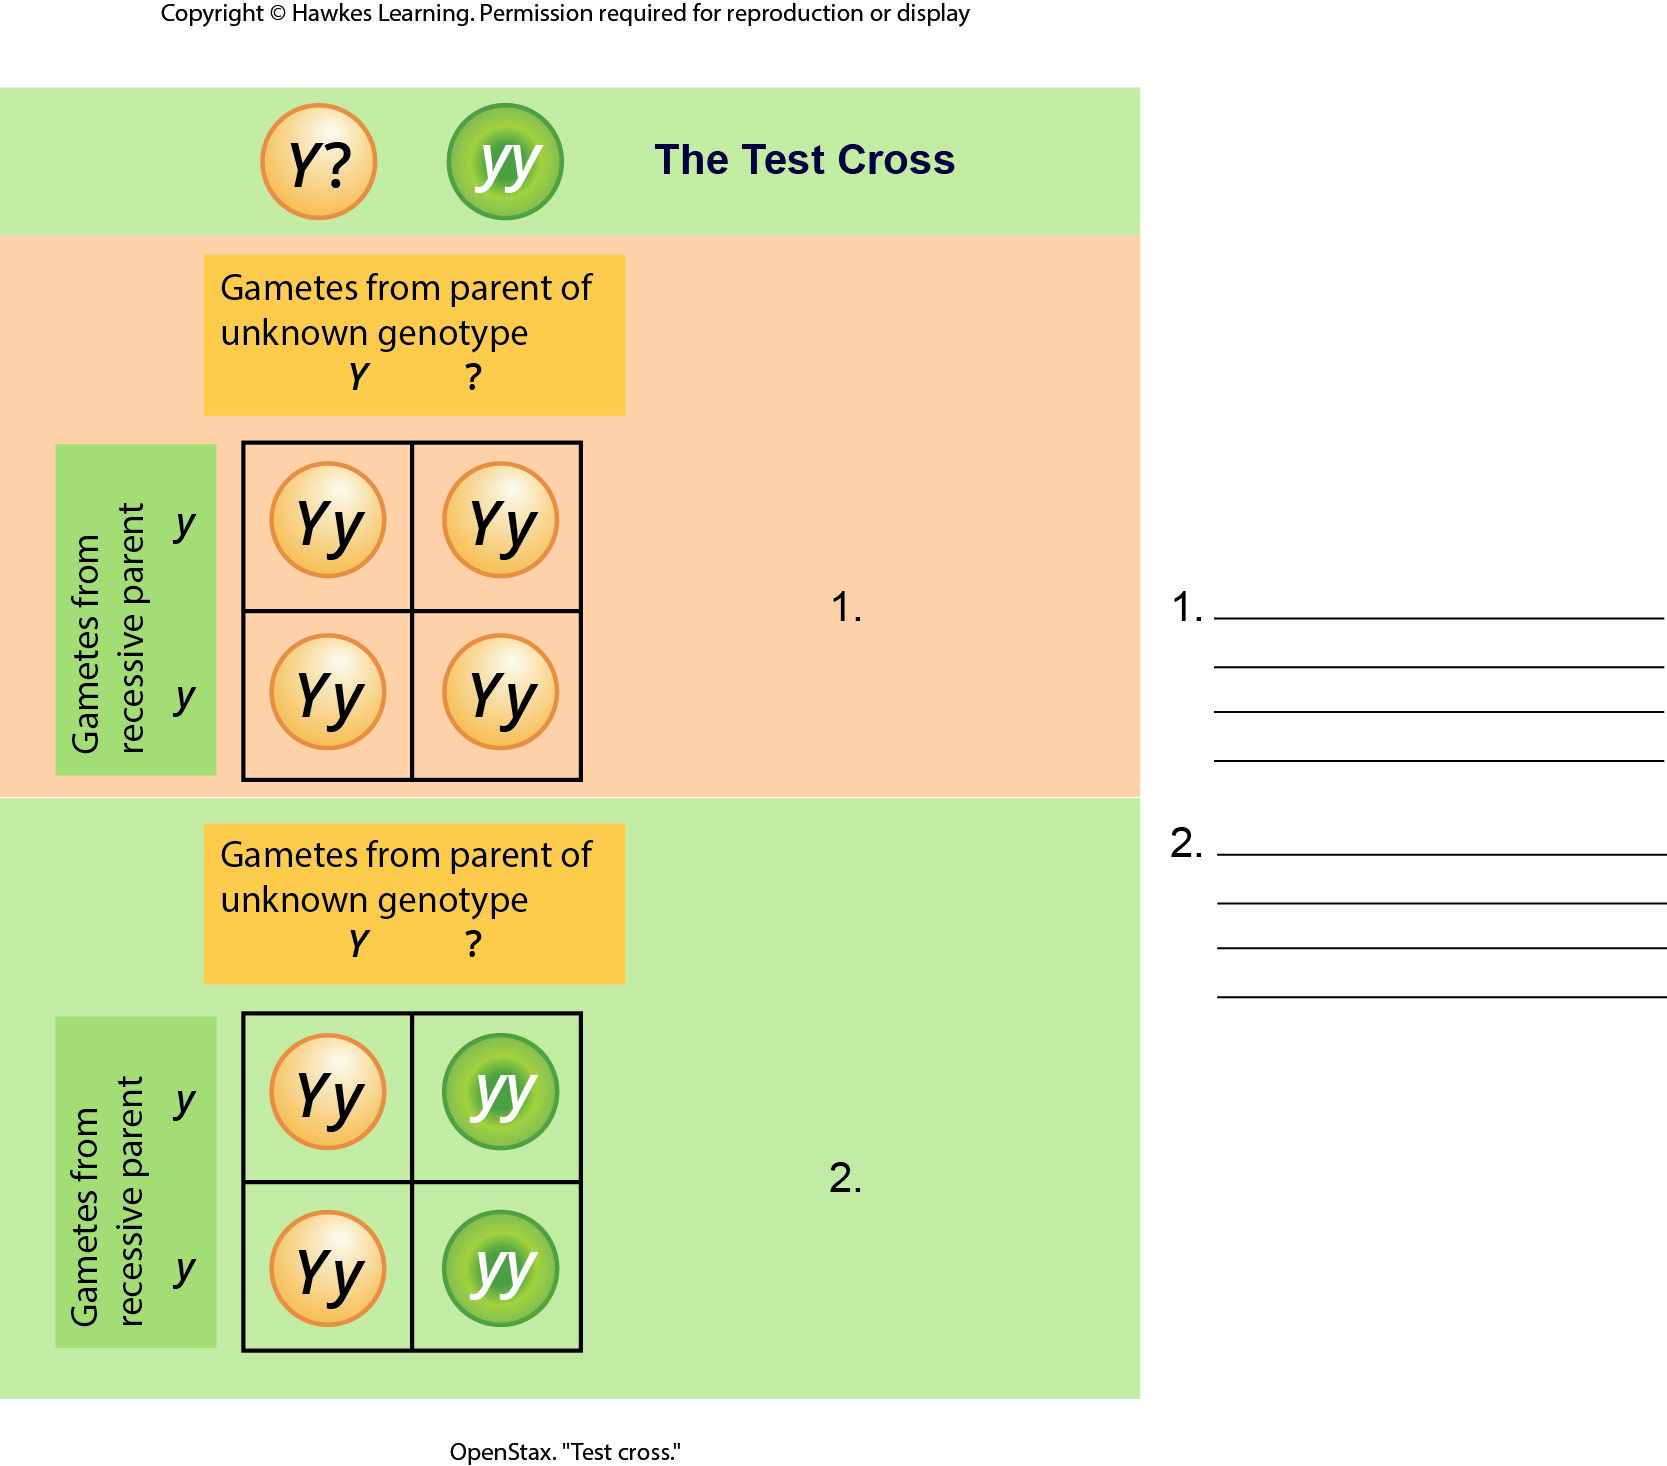 Copyright © Hawkes Learning. Permission required for reproduction or display
Y? yy The Test Cross
Gametes from parent of
unknown genotype
Y ?
Gametes from
recessive parent
y
y
Yy Yy
Yy Yy
1.
1.
Gametes from parent of
unknown genotype
Y ?
Gametes from
recessive parent
y
y
Yy yy
Yy yy
2.
2.
OpenStax. "Test cross."